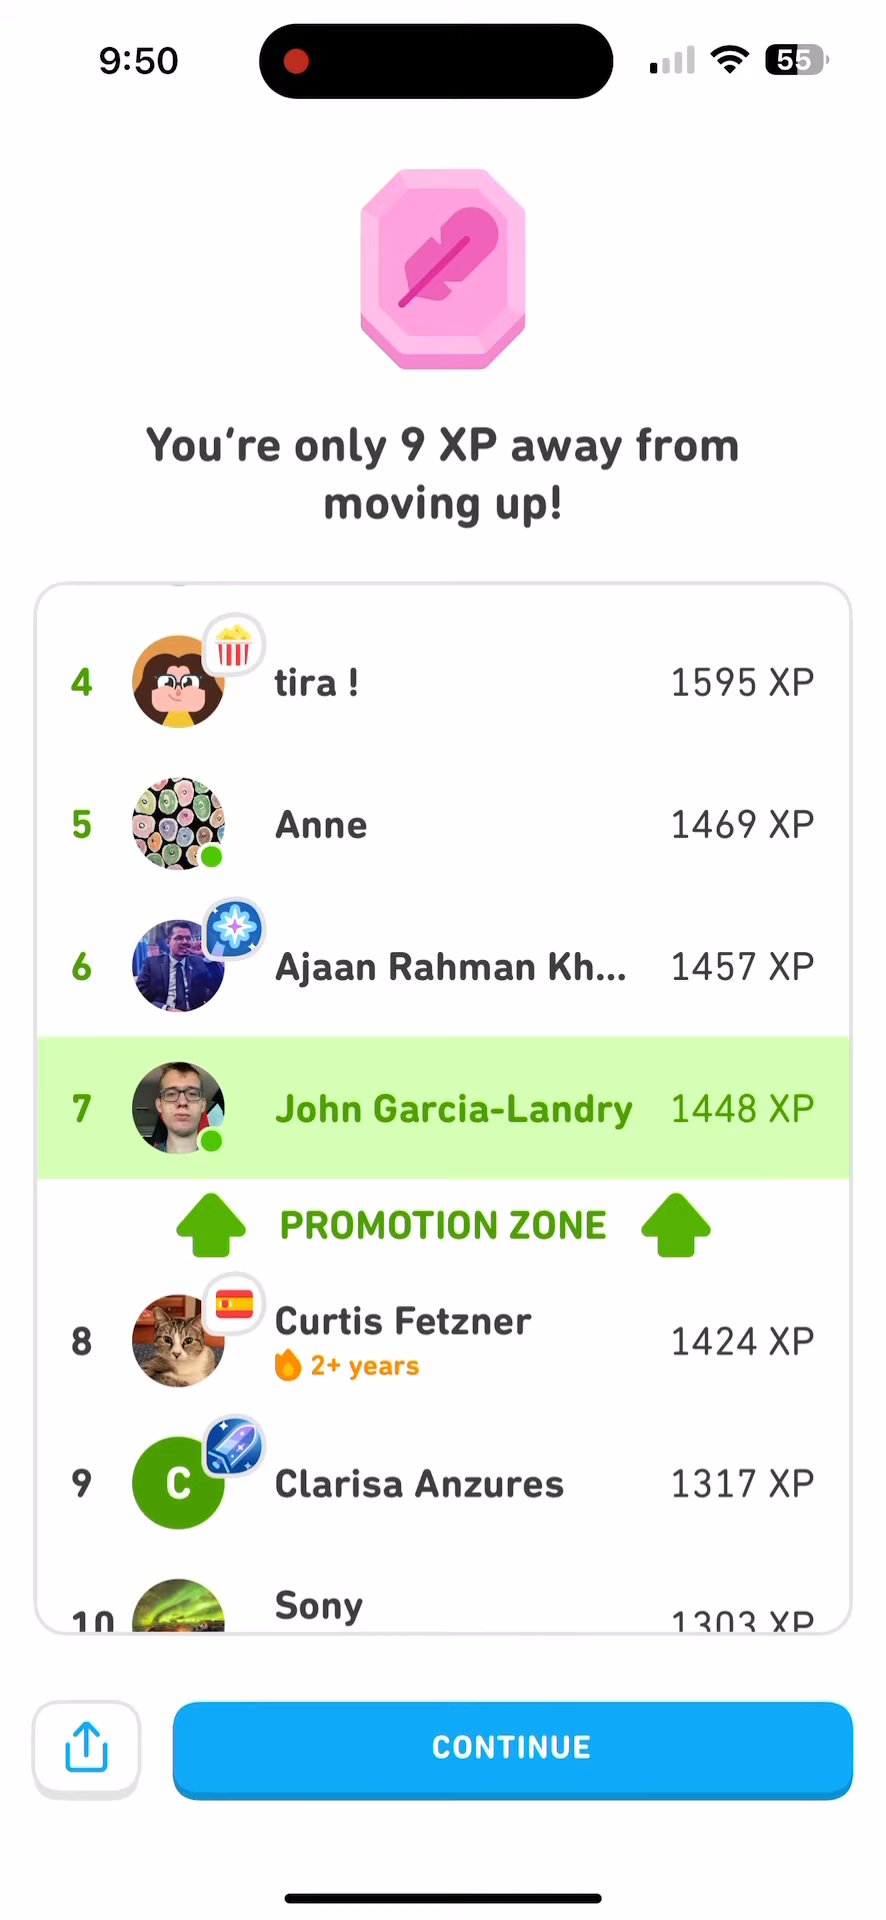 9:50
55
You're only 9 XP away from
moving up!
4 tira ! 1595 XP
5 Anne 1469 XP
6 Ajaan Rahman Kh... 1457 XP
7 John Garcia-Landry 1448 XP
PROMOTION ZONE
8 Curtis Fetzner 1424 XP
2+ years
9 C Clarisa Anzures 1317 XP
10 Sony 1303 XP
CONTINUE